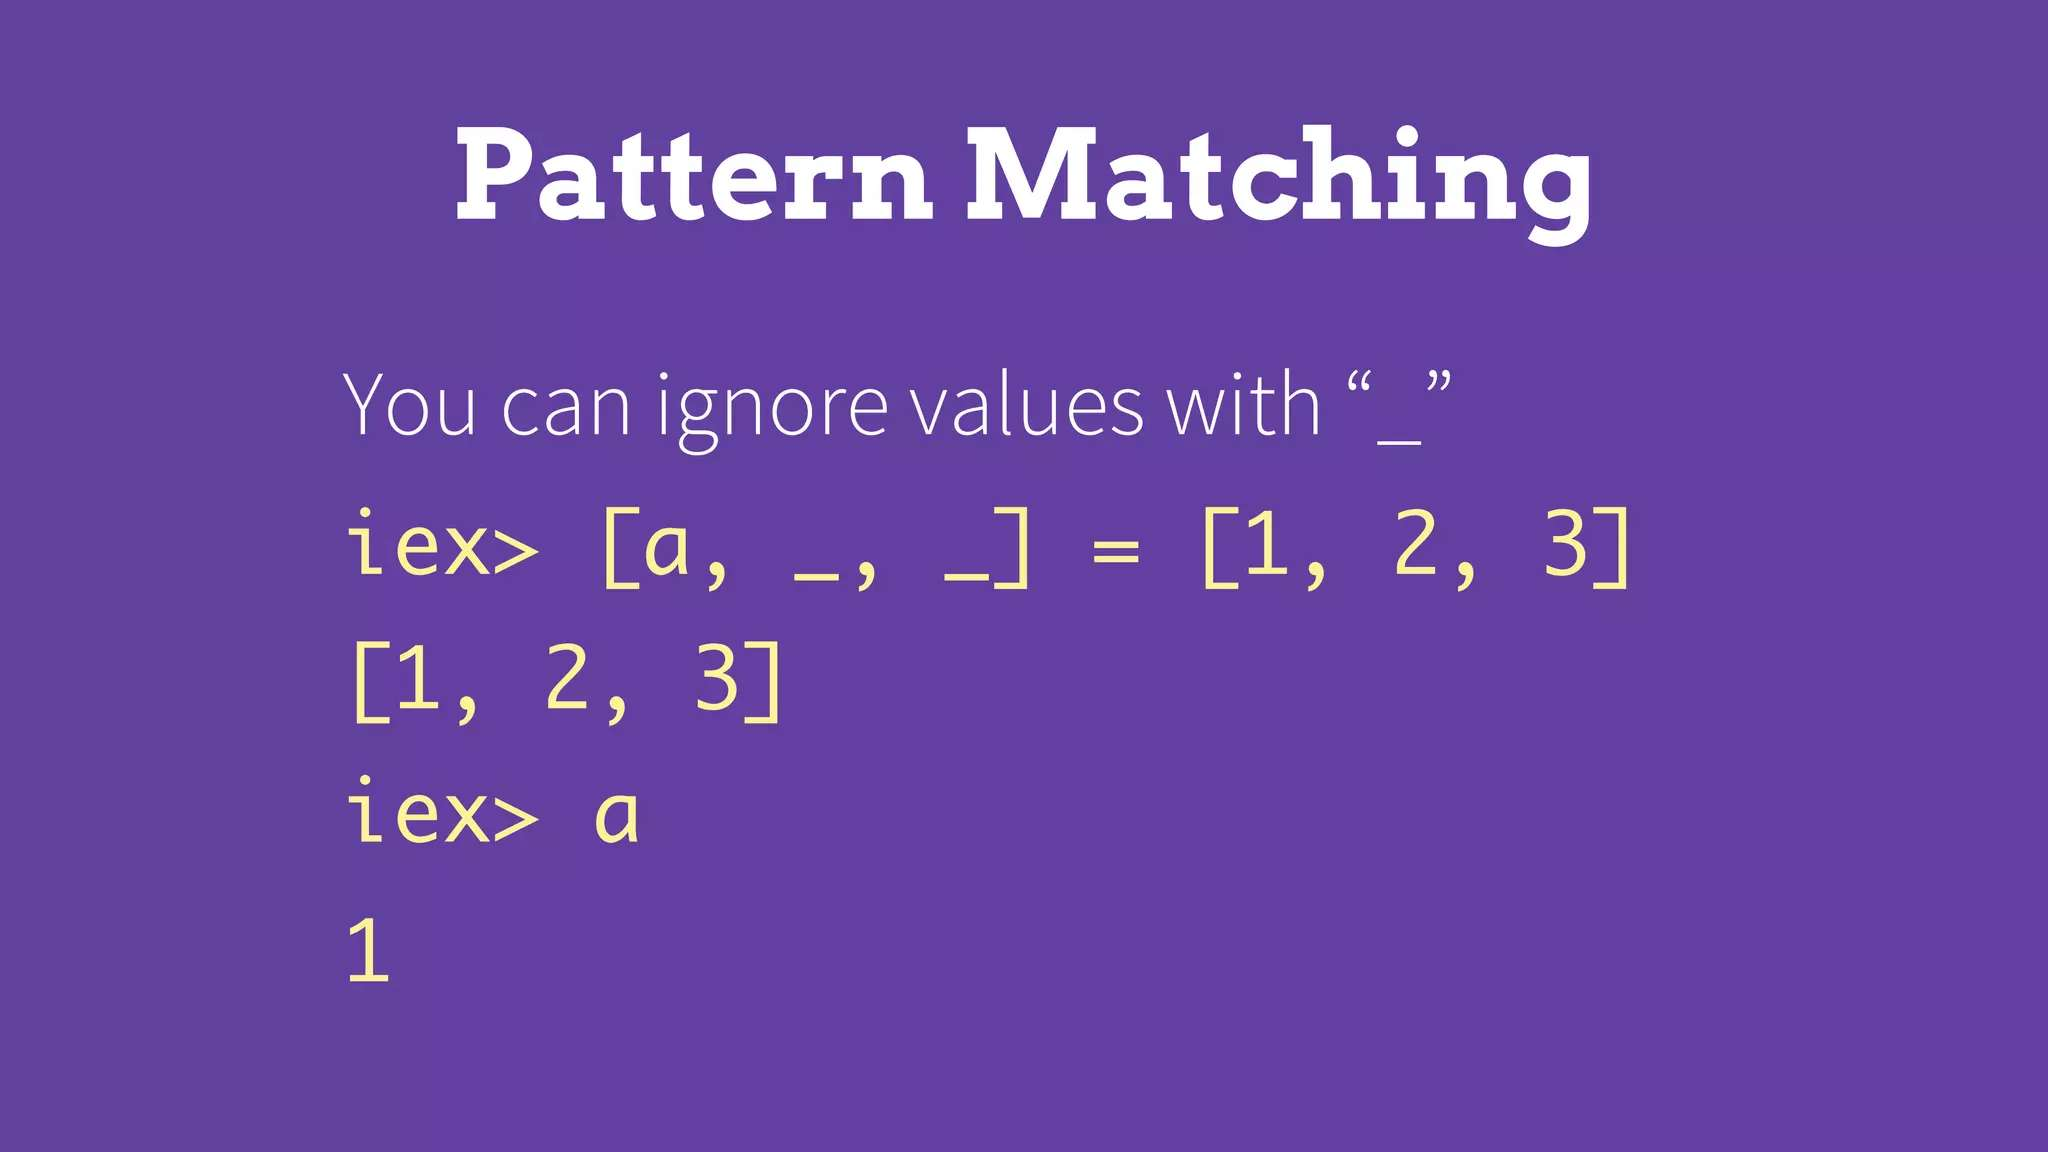 Pattern Matching
You can ignore values with “_”
iex> [a, _, _] = [1, 2, 3]
[1, 2, 3]
iex> a
1